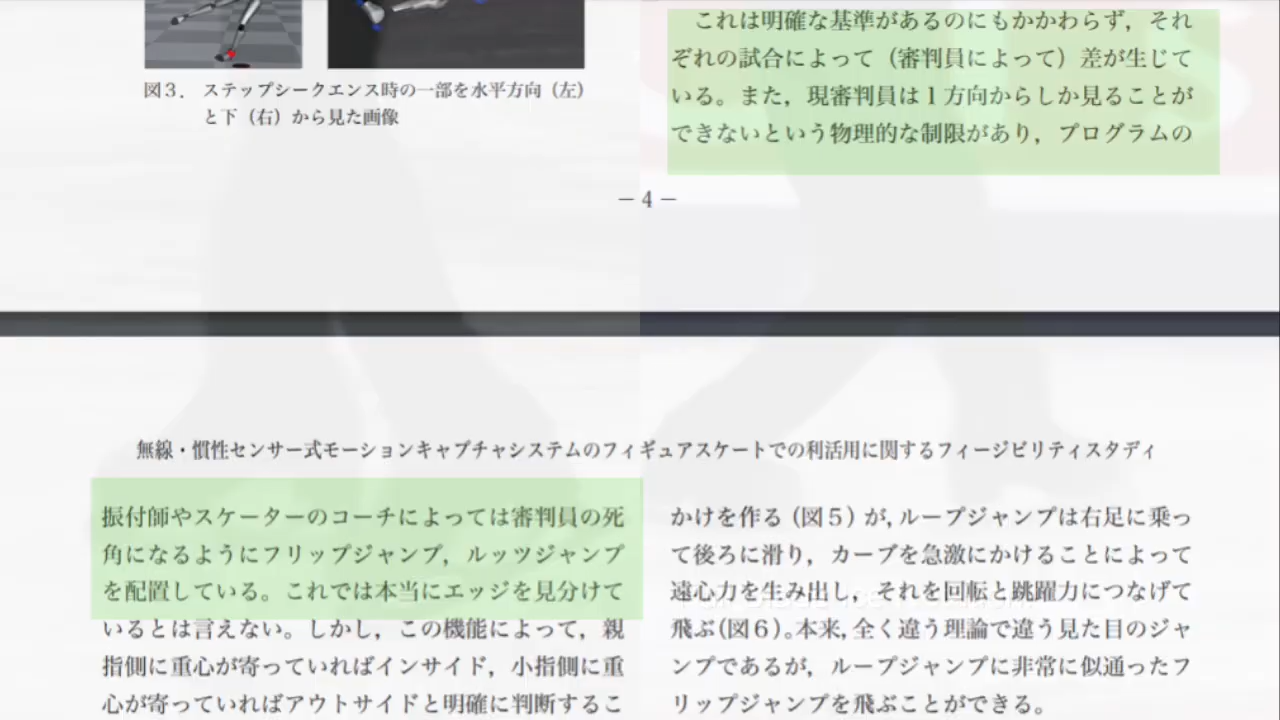 図３．ステップシークエンス時の一部を水平方向（左）
と下（右）から見た画像
これは明確な基準があるのにもかかわらず，それ
ぞれの試合によって（審判員によって）差が生じて
いる。また，現審判員は１方向からしか見ることが
できないという物理的な制限があり，プログラムの
－ 4 －
無線・慣性センサー式モーションキャプチャシステムのフィギュアスケートでの利活用に関するフィージビリティスタディ
振付師やスケーターのコーチによっては審判員の死
角になるようにフリップジャンプ，ルッツジャンプ
を配置している。これでは本当にエッジを見分けて
いるとは言えない。しかし，この機能によって，親
指側に重心が寄っていればインサイド，小指側に重
心が寄っていればアウトサイドと明確に判断するこ
かけを作る（図５）が，ループジャンプは右足に乗っ
て後ろに滑り，カーブを急激にかけることによって
遠心力を生み出し，それを回転と跳躍力につなげて
飛ぶ（図６）。本来，全く違う理論で違う見た目のジャ
ンプであるが，ループジャンプに非常に似通ったフ
リップジャンプを飛ぶことができる。